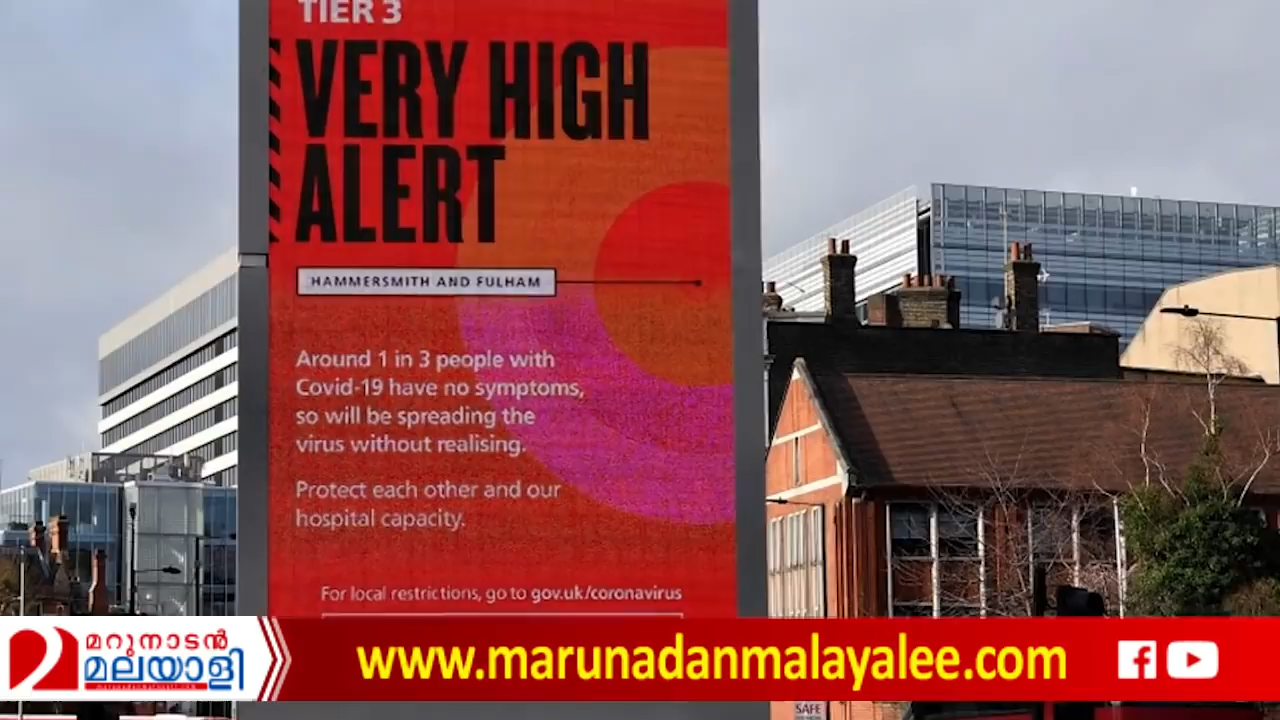 TIER 3
VERY HIGH
ALERT
HAMMERSMITH AND FULHAM
Around 1 in 3 people with
Covid-19 have no symptoms,
so will be spreading the
virus without realising.
Protect each other and our
hospital capacity.
For local restrictions, go to gov.uk/coronavirus
മറുനാടൻ
മലയാളി
www.marunadanmalayalee.com
SAFE